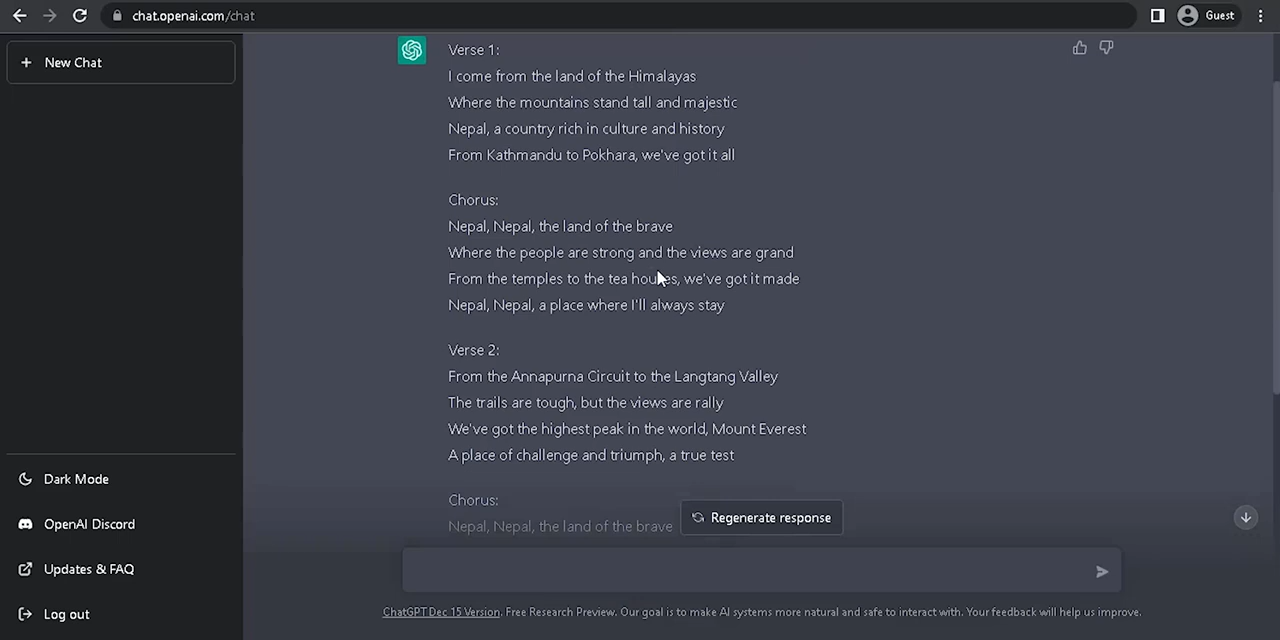 chat.openai.com/chat
Guest
New Chat
Verse 1:
I come from the land of the Himalayas
Where the mountains stand tall and majestic
Nepal, a country rich in culture and history
From Kathmandu to Pokhara, we've got it all
Chorus:
Nepal, Nepal, the land of the brave
Where the people are strong and the views are grand
From the temples to the tea houses, we've got it made
Nepal, Nepal, a place where I'll always stay
Verse 2:
From the Annapurna Circuit to the Langtang Valley
The trails are tough, but the views are rally
We've got the highest peak in the world, Mount Everest
A place of challenge and triumph, a true test
Chorus:
Nepal, Nepal, the land of the brave
Regenerate response
Dark Mode
OpenAI Discord
Updates & FAQ
Log out
ChatGPT Dec 15 Version. Free Research Preview. Our goal is to make AI systems more natural and safe to interact with. Your feedback will help us improve.